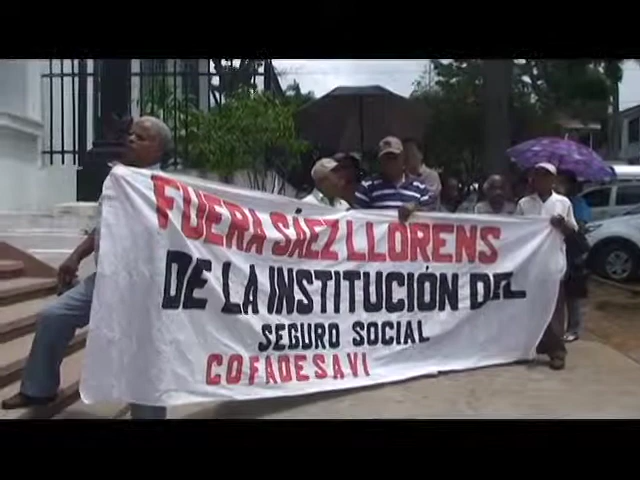 FUERA SÁEZ LLORENS
DE LA INSTITUCIÓN DEL
SEGURO SOCIAL
COFADESAVI